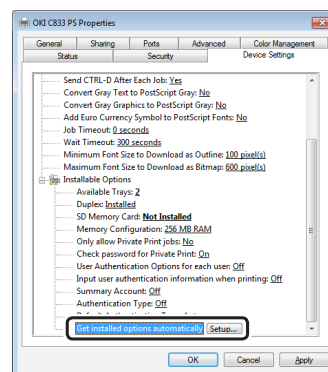 OKI C833 PS Properties
General Sharing Ports Advanced Color Management
Status Security Device Settings
Send CTRL-D After Each Job: Yes
Convert Gray Text to PostScript Gray: No
Convert Gray Graphics to PostScript Gray: No
Add Euro Currency Symbol to PostScript Fonts: No
Job Timeout: 0 seconds
Wait Timeout: 300 seconds
Minimum Font Size to Download as Outline: 100 pixel(s)
Maximum Font Size to Download as Bitmap: 600 pixel(s)
Installable Options
Available Trays: 2
Duplex: Installed
SD Memory Card: Not Installed
Memory Configuration: 256 MB RAM
Only allow Private Print jobs: No
Check password for Private Print: On
User Authentication Options for each user: Off
Input user authentication information when printing: Off
Summary Account: Off
Authentication Type: Off
Get installed options automatically Setup...
OK Cancel Apply